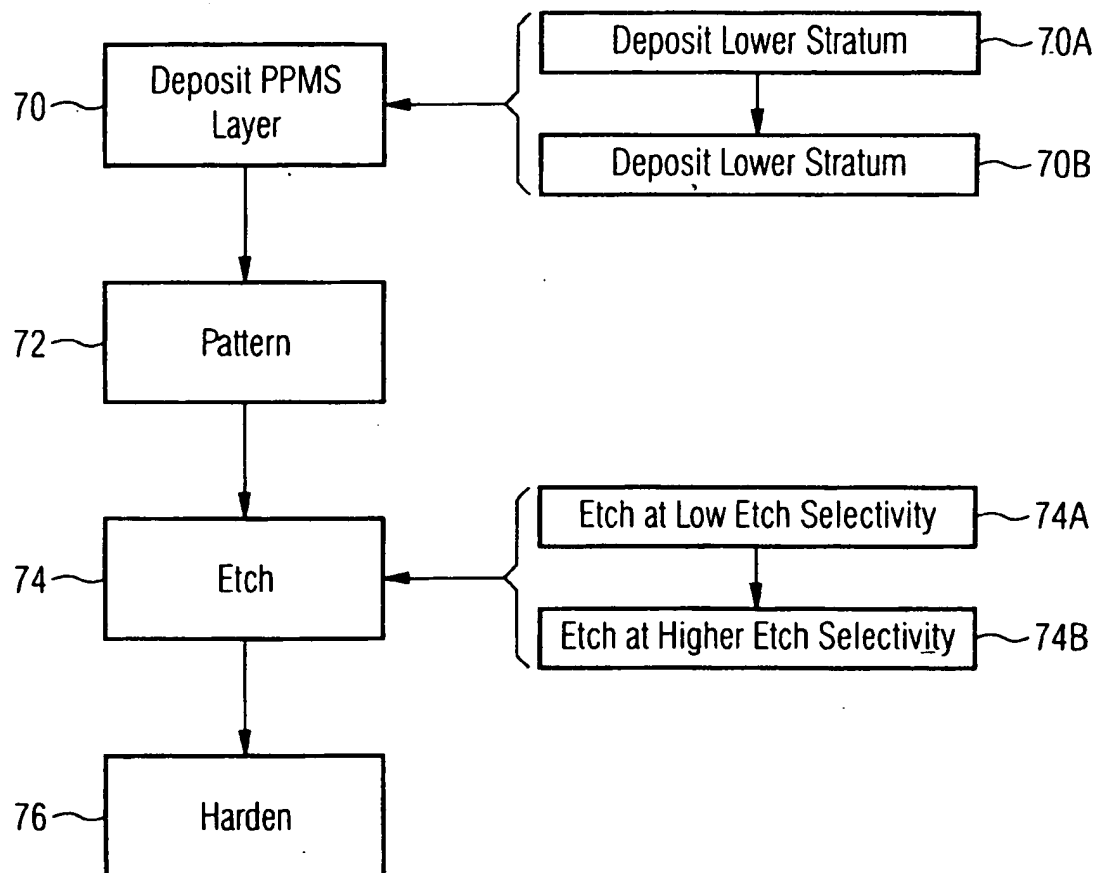 Deposit Lower Stratum
70A
70
Deposit PPMS
Layer
Deposit Lower Stratum
70B
72
Pattern
Etch at Low Etch Selectivity
74A
74
Etch
Etch at Higher Etch Selectivity
74B
76
Harden